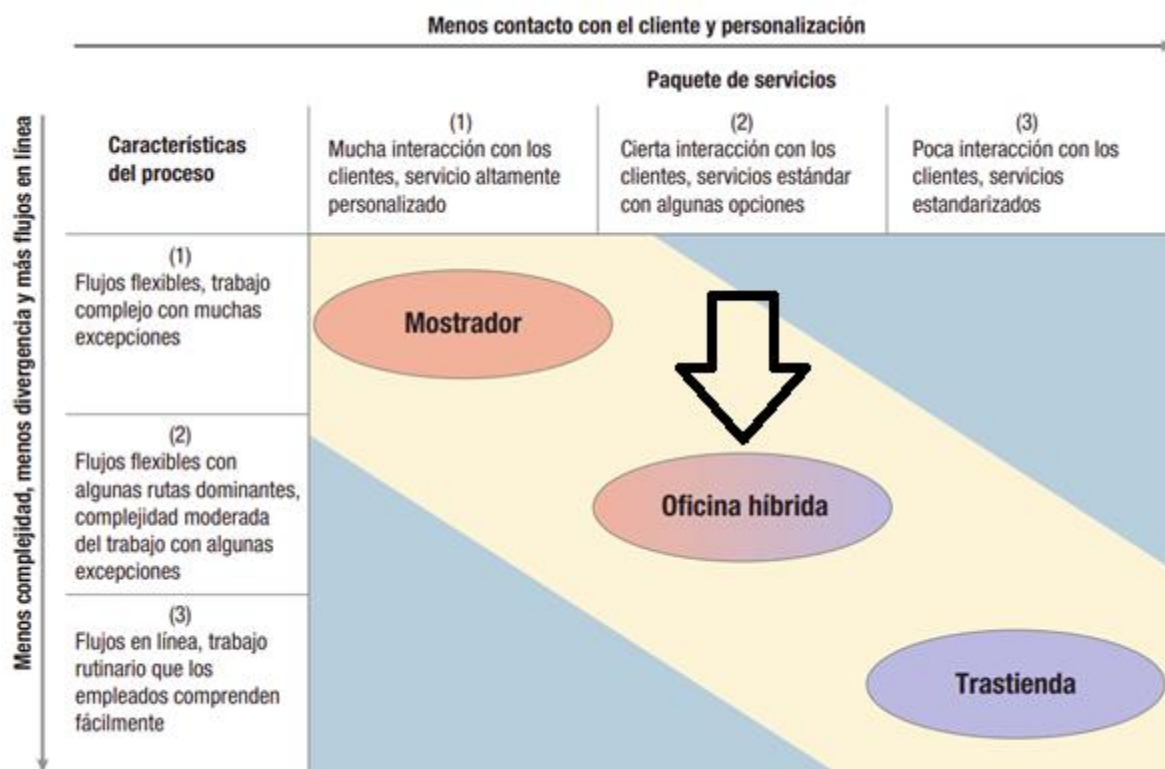 Menos contacto con el cliente y personalización
Paquete de servicios
Menos complejidad, menos divergencia y más flujos en línea
Características
del proceso
(1)
Mucha interacción con los
clientes, servicio altamente
personalizado
(2)
Cierta interacción con los
clientes, servicios estándar
con algunas opciones
(3)
Poca interacción con los
clientes, servicios
estandarizados
(1)
Flujos flexibles, trabajo
complejo con muchas
excepciones
Mostrador
(2)
Flujos flexibles con
algunas rutas dominantes,
complejidad moderada
del trabajo con algunas
excepciones
Oficina híbrida
(3)
Flujos en línea, trabajo
rutinario que los
empleados comprenden
fácilmente
Trastienda